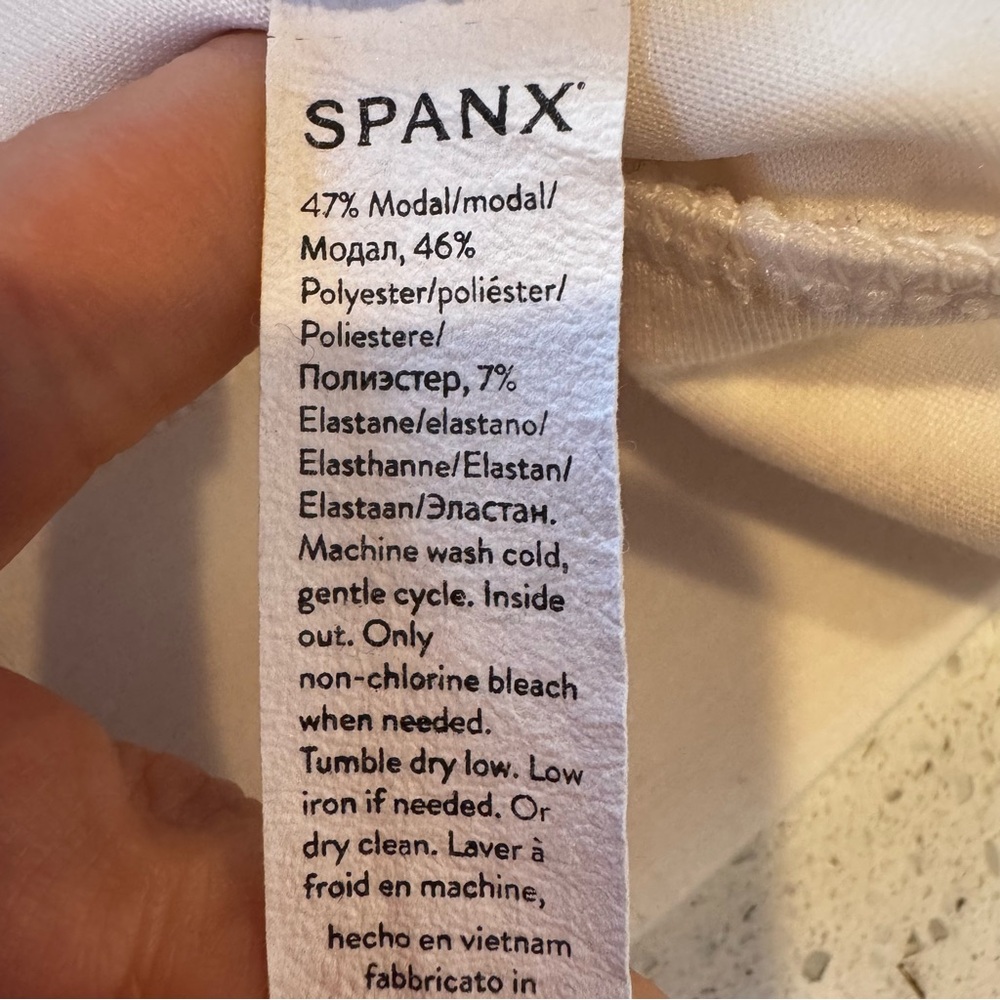 SPANX®
47% Modal/modal/
Модал, 46%
Polyester/poliéster/
Poliestere/
Полиэстер, 7%
Elastane/elastano/
Elasthanne/Elastan/
Elastaan/Эластан.
Machine wash cold,
gentle cycle. Inside
out. Only
non-chlorine bleach
when needed.
Tumble dry low. Low
iron if needed. Or
dry clean. Laver à
froid en machine,
hecho en vietnam
fabbricato in